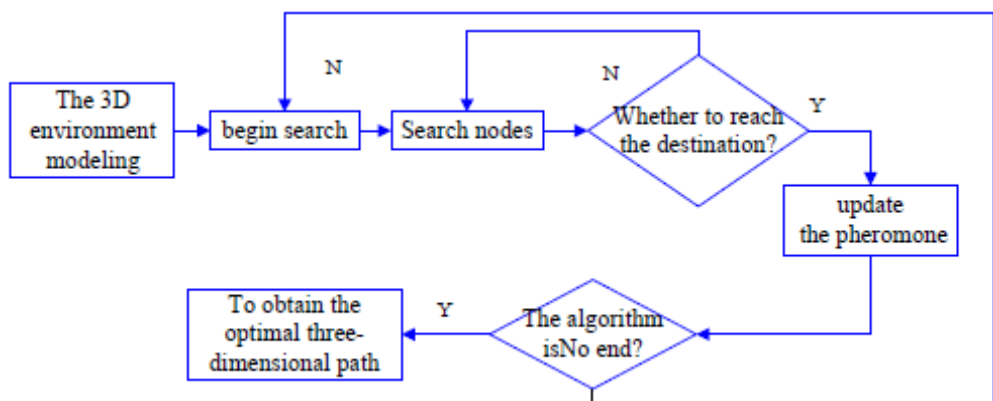 N
The 3D
environment
modeling
begin search
Search nodes
N
Whether to reach
the destination?
Y
update
the pheromone
To obtain the
optimal three-
dimensional path
Y
The algorithm
isNo end?